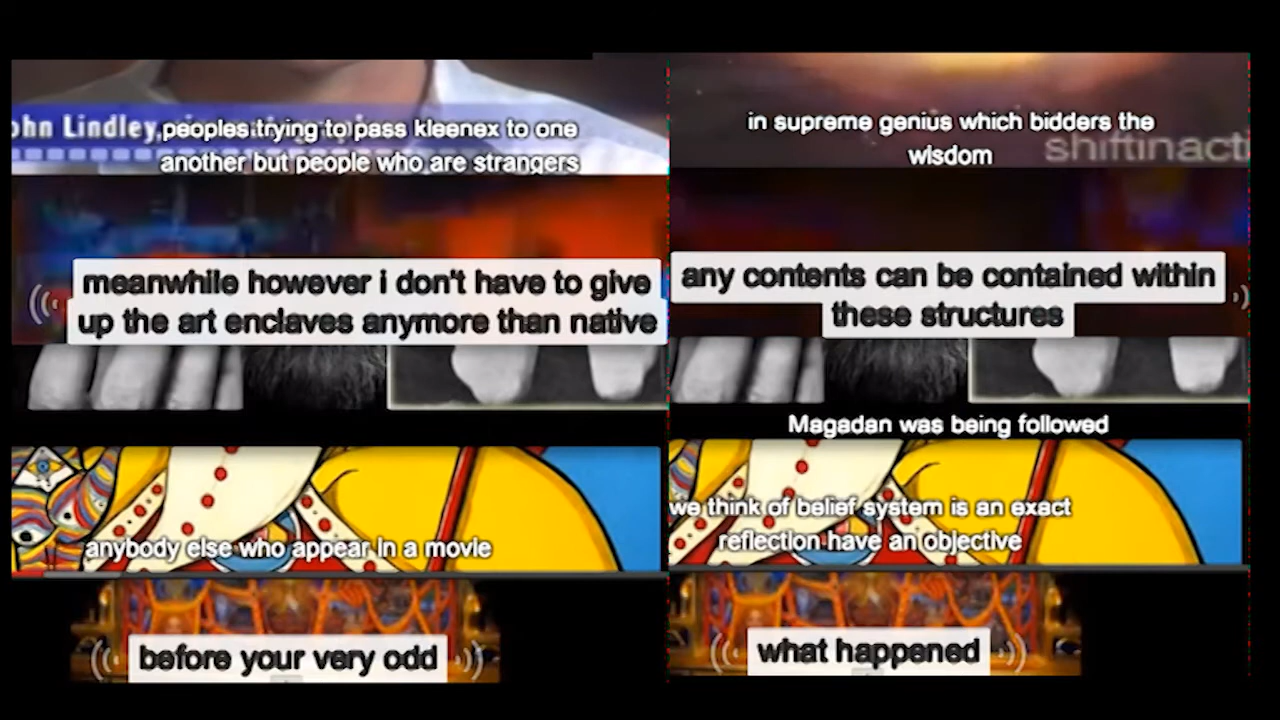 ohn Lindley,
peoples trying to pass kleenex to one
another but people who are strangers
in supreme genius which bidders the
wisdom
shiftinacti
meanwhile however i don't have to give
up the art enclaves anymore than native
any contents can be contained within
these structures
Magadan was being followed
anybody else who appear in a movie
we think of belief system is an exact
reflection have an objective
before your very odd
what happened